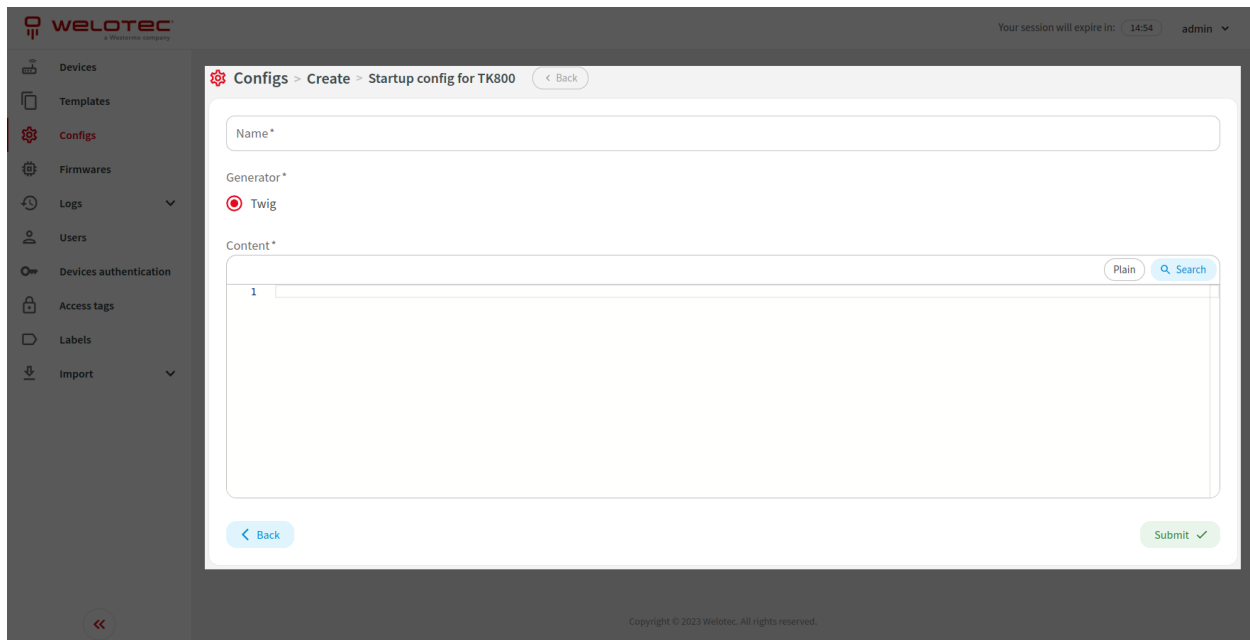 WELOTEC
a Westermo company
Your session will expire in: 14:54 admin
Devices
Templates
Configs
Firmwares
Logs
Users
Devices authentication
Access tags
Labels
Import
Configs > Create > Startup config for TK800 Back
Name*
Generator*
Twig
Content*
Plain Search
1
Back Submit
Copyright © 2023 Welotec. All rights reserved.